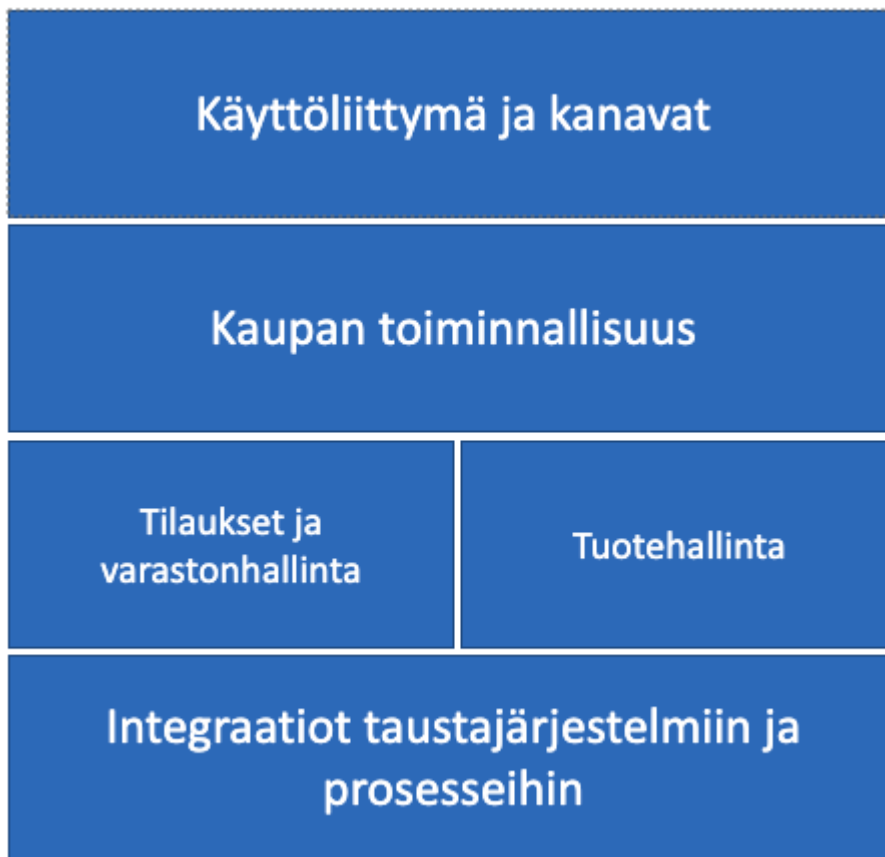 Käyttöliittymä ja kanavat
Kaupan toiminnallisuus
Tilaukset ja
varastonhallinta
Tuotehallinta
Integraatiot taustajärjestelmiin ja
prosesseihin